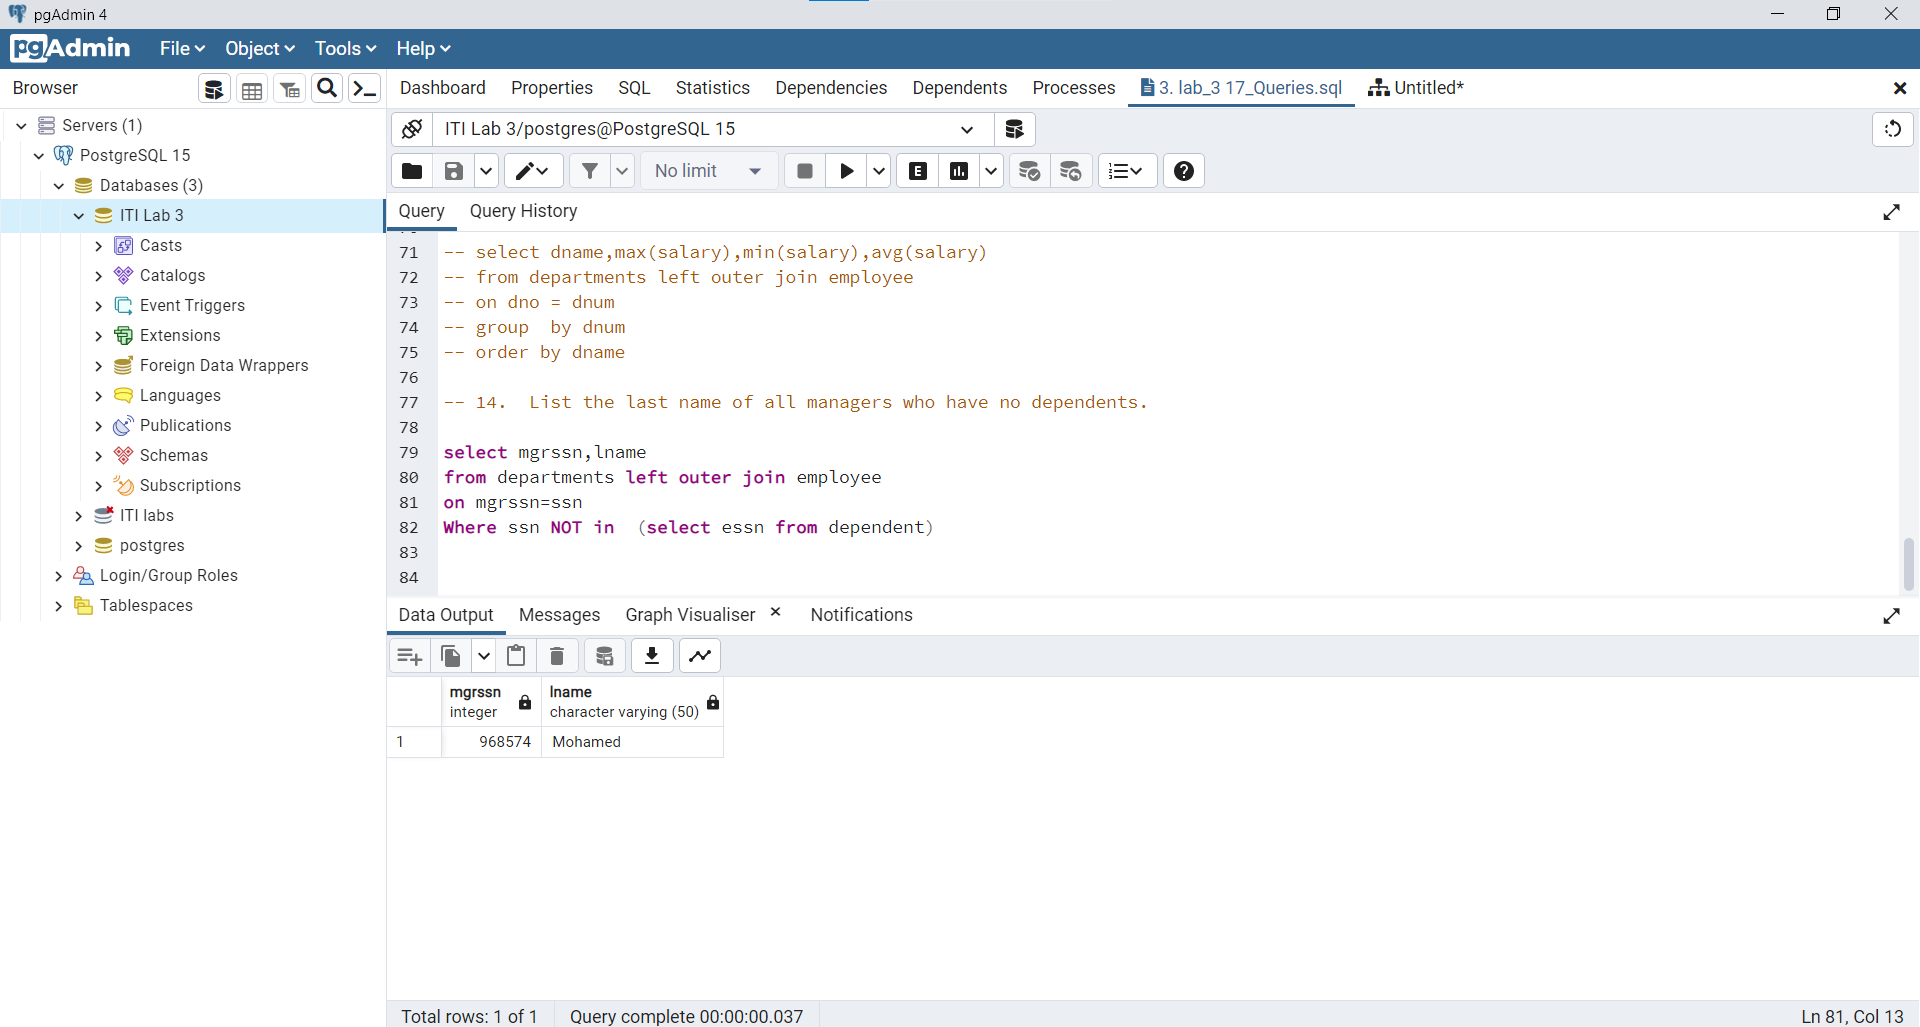 pgAdmin 4
pgAdmin File Object Tools Help
Browser
Dashboard Properties SQL Statistics Dependencies Dependents Processes 3. lab_3 17_Queries.sql Untitled*
Servers (1)
PostgreSQL 15
Databases (3)
ITI Lab 3
Casts
Catalogs
Event Triggers
Extensions
Foreign Data Wrappers
Languages
Publications
Schemas
Subscriptions
ITI labs
postgres
Login/Group Roles
Tablespaces
ITI Lab 3/postgres@PostgreSQL 15
No limit
E
Query Query History
71 -- select dname,max(salary),min(salary),avg(salary)
72 -- from departments left outer join employee
73 -- on dno = dnum
74 -- group  by dnum
75 -- order by dname
76
77 -- 14.  List the last name of all managers who have no dependents.
78
79 select mgrssn,lname
80 from departments left outer join employee
81 on mgrssn=ssn
82 Where ssn NOT in  (select essn from dependent)
83
84
Data Output Messages Graph Visualiser Notifications
mgrssn lname
integer character varying (50)
1 968574 Mohamed
Total rows: 1 of 1 Query complete 00:00:00.037 Ln 81, Col 13